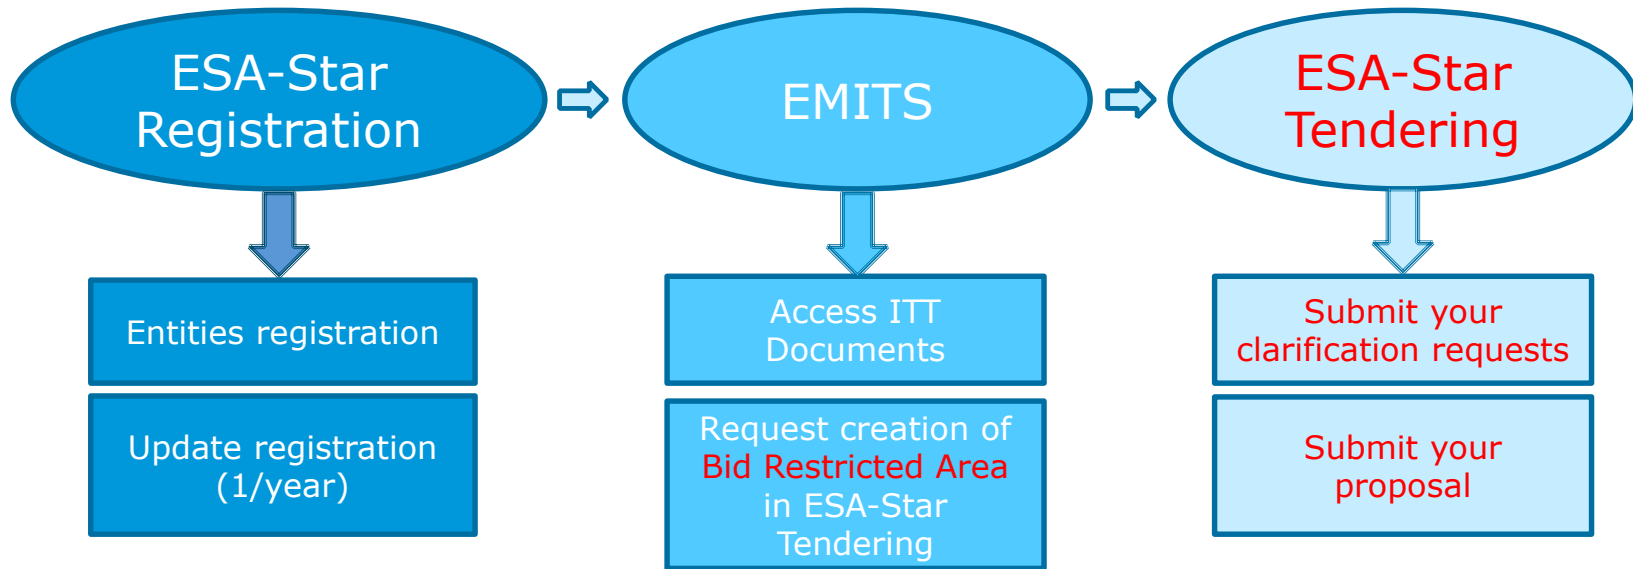 ESA-Star
Registration
EMITS
ESA-Star
Tendering
Entities registration
Update registration
(1/year)
Access ITT
Documents
Request creation of
Bid Restricted Area
in ESA-Star
Tendering
Submit your
clarification requests
Submit your
proposal